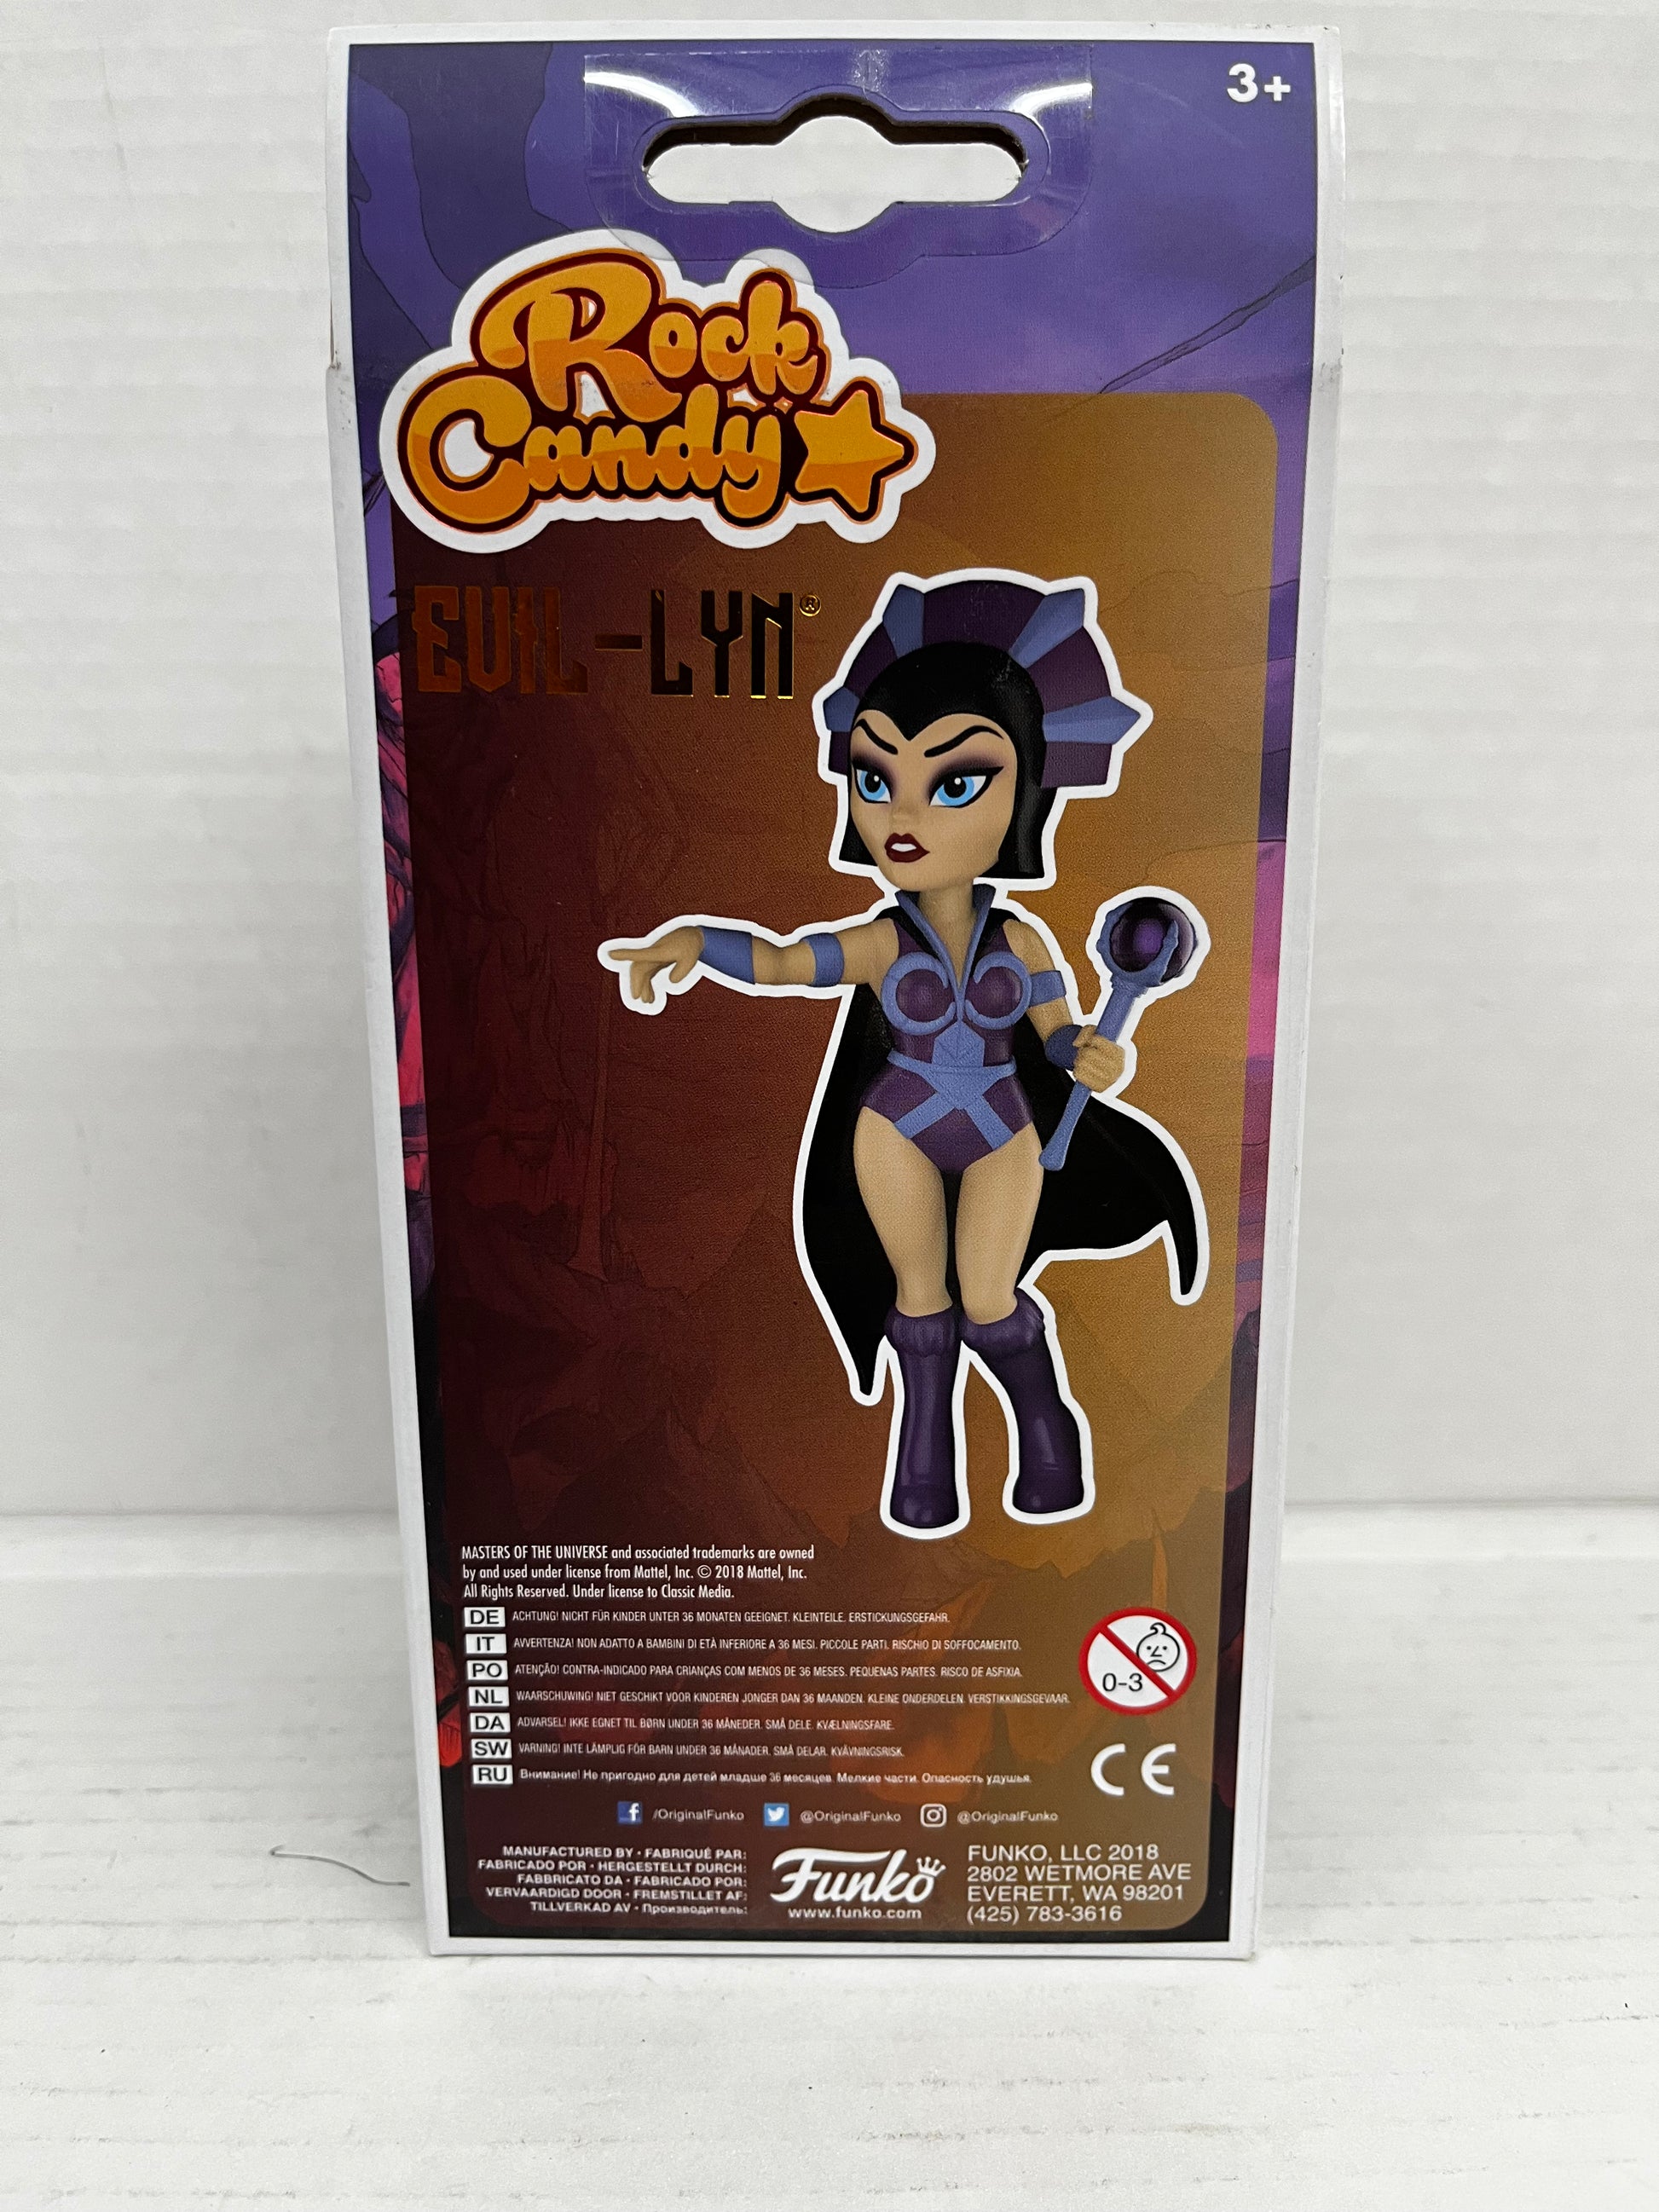 3+
Rock
Candy
EVIL-LYN®
MASTERS OF THE UNIVERSE and associated trademarks are owned
by and used under license from Mattel, Inc. © 2018 Mattel, Inc.
All Rights Reserved. Under license to Classic Media.
DE ACHTUNG! NICHT FÜR KINDER UNTER 36 MONATEN GEEIGNET. KLEINTEILE. ERSTICKUNGSGEFAHR.
IT AVVERTENZA! NON ADATTO A BAMBINI DI ETÀ INFERIORE A 36 MESI. PICCOLE PARTI. RISCHIO DI SOFFOCAMENTO.
PO ATENÇÃO! CONTRA-INDICADO PARA CRIANÇAS COM MENOS DE 36 MESES. PEQUENAS PARTES. RISCO DE ASFIXIA.
NL WAARSCHUWING! NIET GESCHIKT VOOR KINDEREN JONGER DAN 36 MAANDEN. KLEINE ONDERDELEN. VERSTIKKINGSGEVAAR.
DA ADVARSEL! IKKE EGNET TIL BØRN UNDER 36 MÅNEDER. SMÅ DELE. KVÆLNINGSFARE.
SW VARNING! INTE LÄMPLIG FÖR BARN UNDER 36 MÅNADER. SMÅ DELAR. KVÄVNINGSRISK.
RU Внимание! Не пригодно для детей младше 36 месяцев. Мелкие части. Опасность удушья.
0-3
CE
/OriginalFunko @OriginalFunko @OriginalFunko
MANUFACTURED BY • FABRIQUÉ PAR:
FABRICADO POR • HERGESTELLT DURCH:
FABBRICATO DA • FABRICADO POR:
VERVAARDIGD DOOR • FREMSTILLET AF:
TILLVERKAD AV • Производитель:
Funko
www.funko.com
FUNKO, LLC 2018
2802 WETMORE AVE
EVERETT, WA 98201
(425) 783-3616